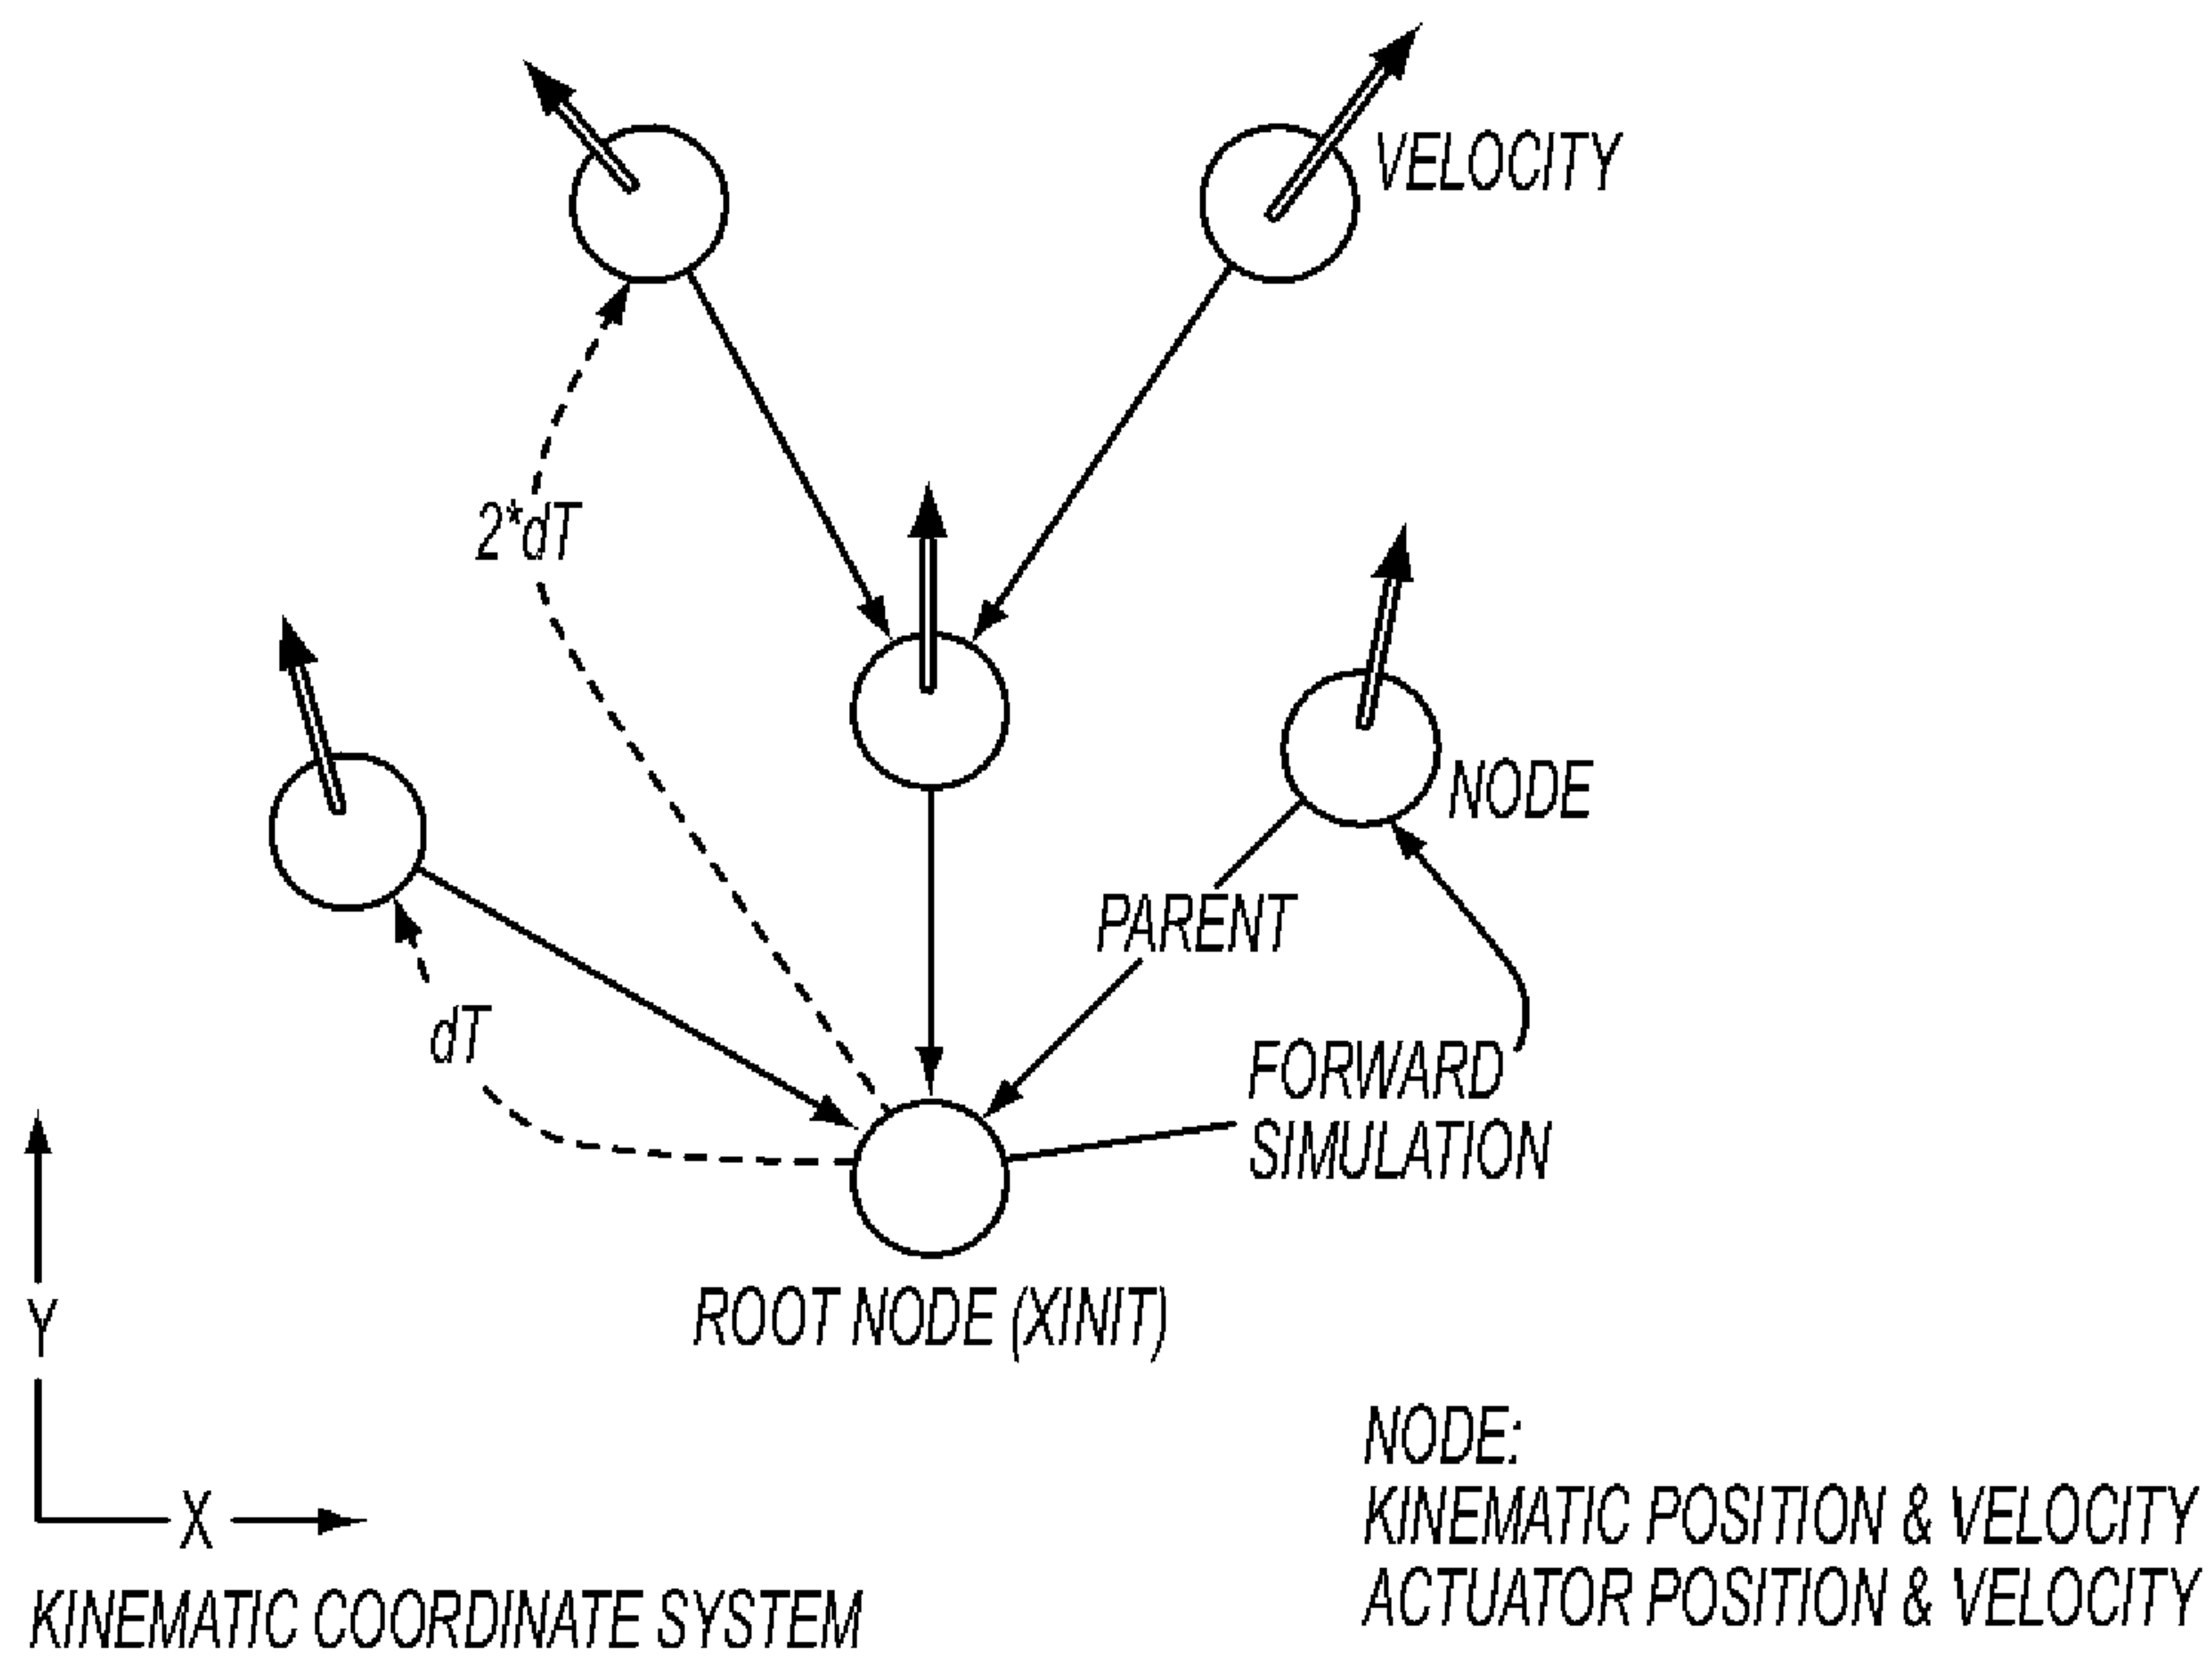 VELOCITY
2*dT
NODE
PARENT
dT
FORWARD
SIMULATION
ROOT NODE (XINIT)
Y
X
KINEMATIC COORDINATE SYSTEM
NODE:
KINEMATIC POSITION & VELOCITY
ACTUATOR POSITION & VELOCITY